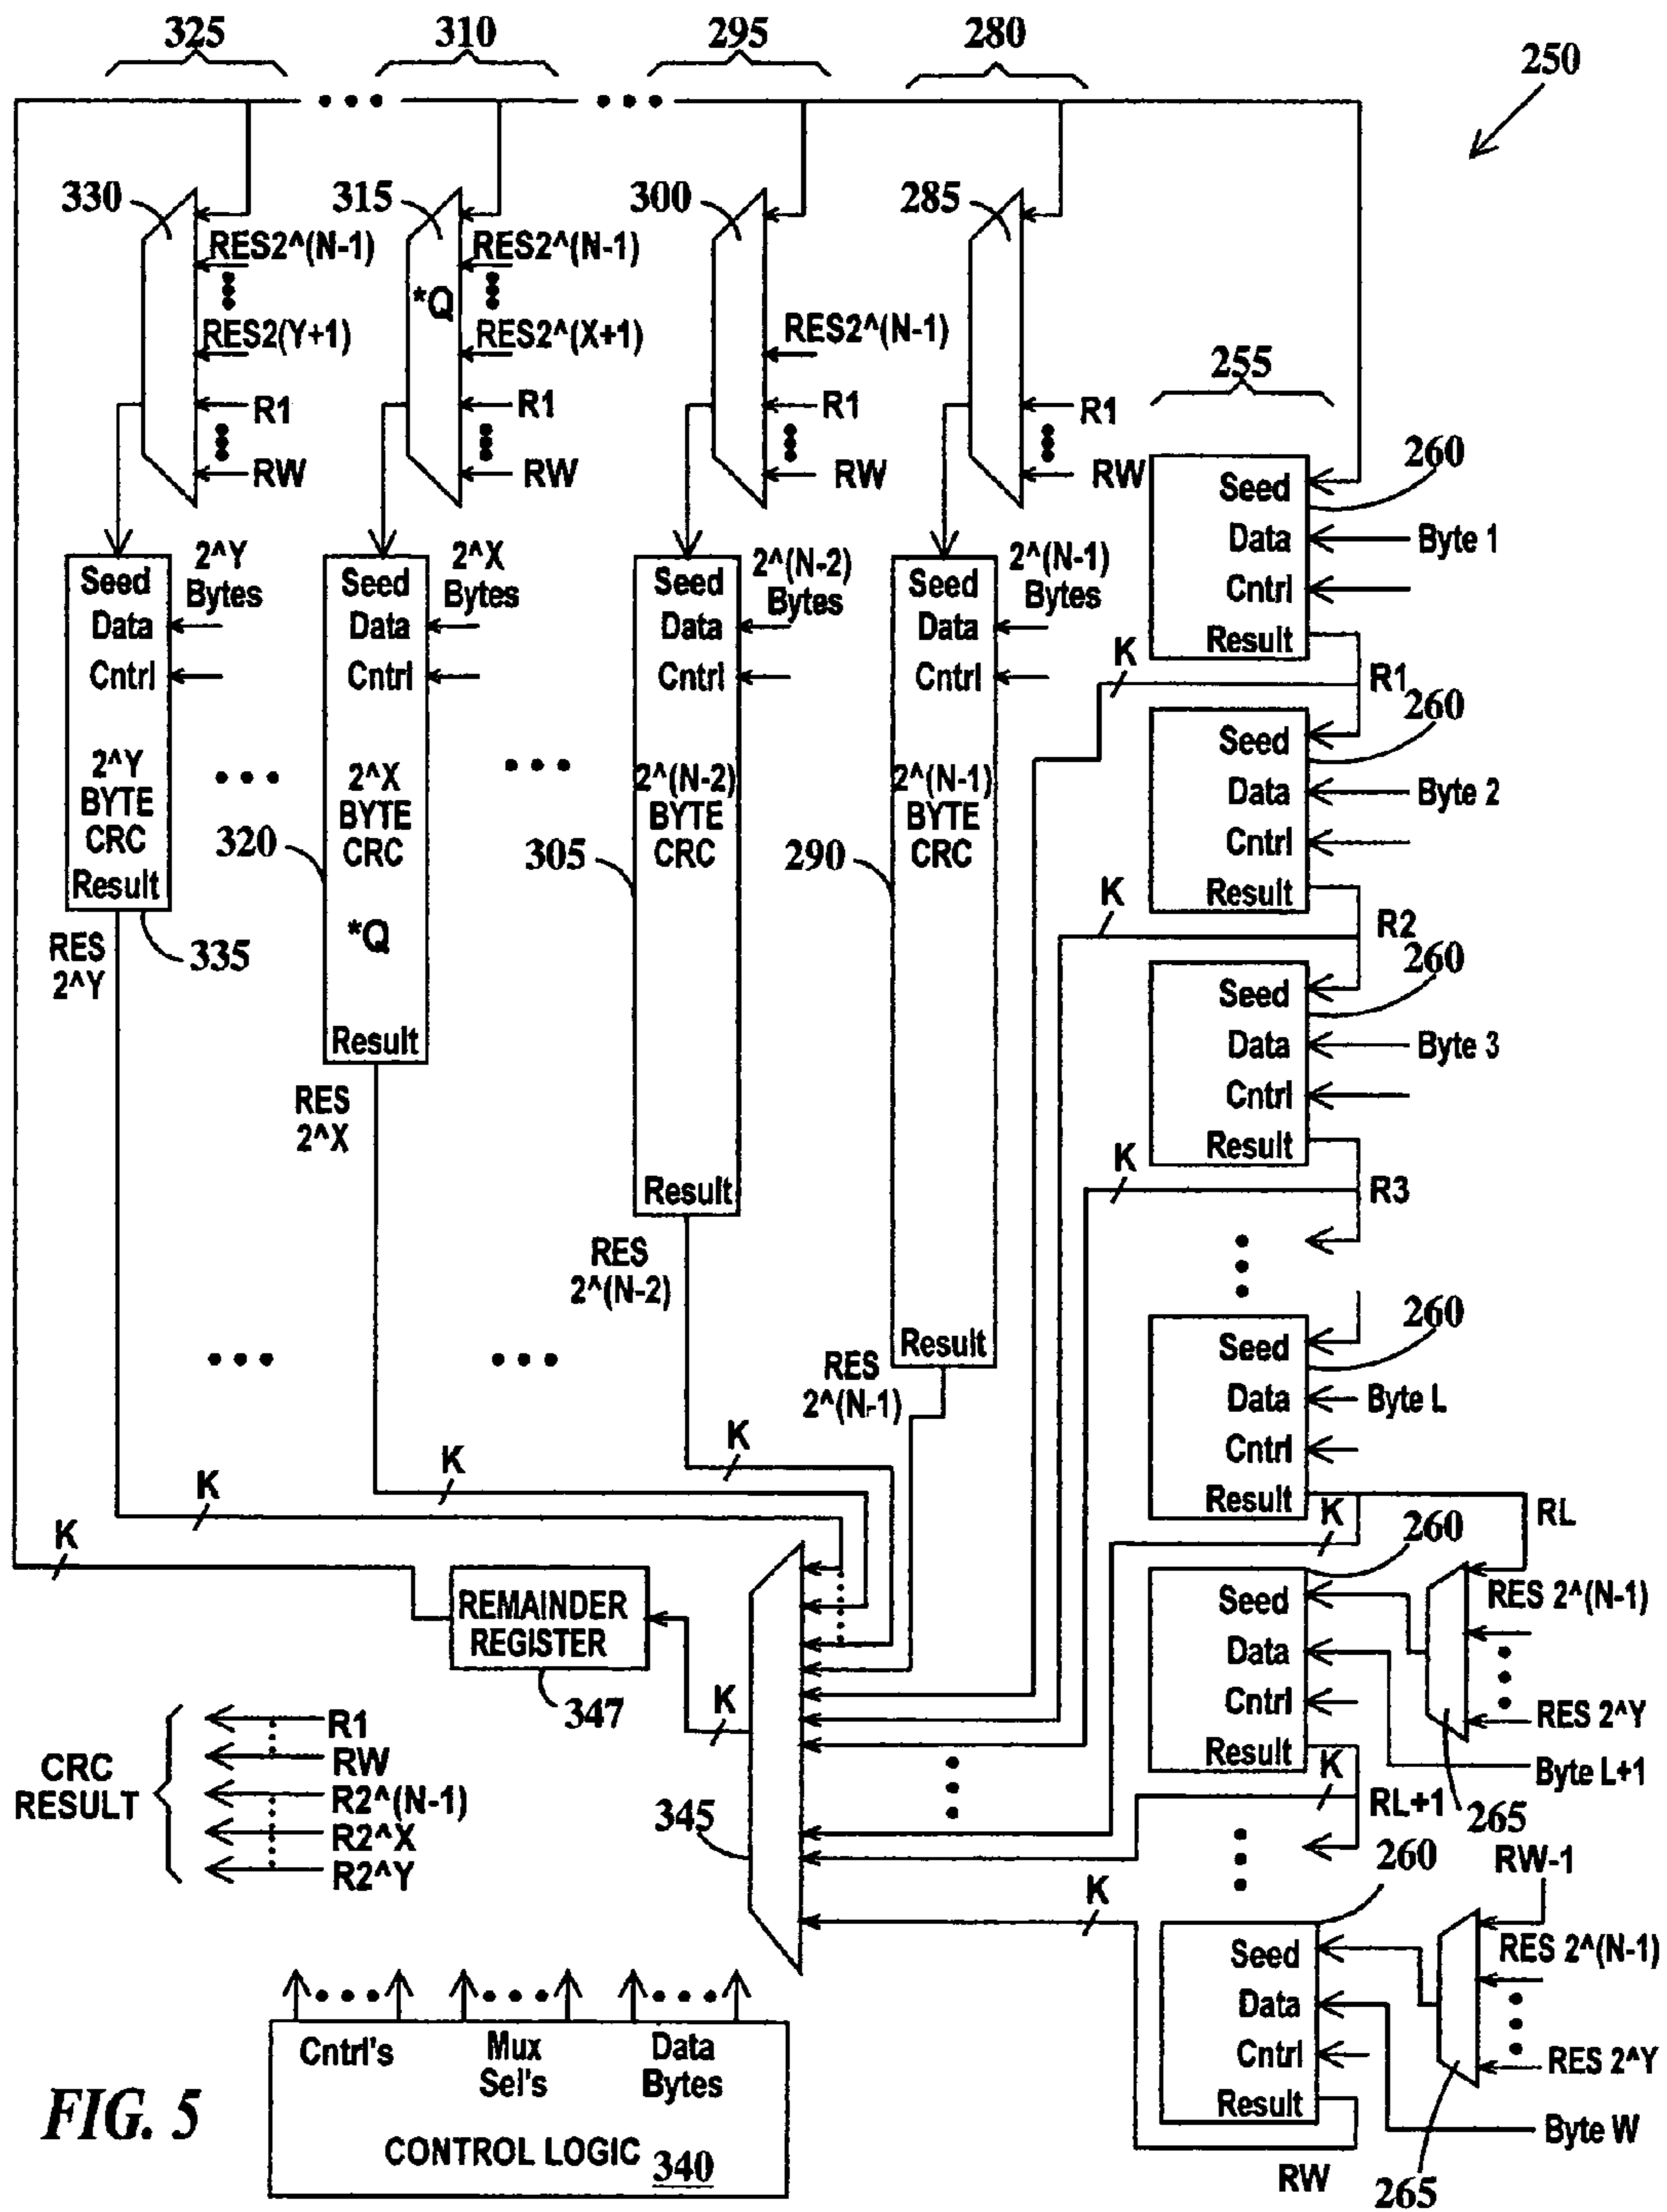 325
310
295
280
250
330
315
300
285
RES2^(N-1)
RES2(Y+1)
R1
RW
RES2^(N-1)
*Q
RES2^(X+1)
R1
RW
RES2^(N-1)
R1
RW
R1
RW
255
260
Seed
Data
Cntrl
Result
Byte 1
K
R1
260
Seed
Data
Cntrl
Result
Byte 2
K
R2
260
Seed
Data
Cntrl
Result
Byte 3
K
R3
260
Seed
Data
Cntrl
Result
Byte L
K
RL
260
Seed
Data
Cntrl
Result
RES 2^(N-1)
RES 2^Y
Byte L+1
265
K
RL+1
260
RW-1
Seed
Data
Cntrl
Result
RES 2^(N-1)
RES 2^Y
Byte W
265
RW
K
2^Y
Bytes
Seed
Data
Cntrl
2^Y
BYTE
CRC
Result
335
RES
2^Y
K
2^X
Bytes
Seed
Data
Cntrl
2^X
BYTE
CRC
*Q
Result
320
RES
2^X
K
2^(N-2)
Bytes
Seed
Data
Cntrl
2^(N-2)
BYTE
CRC
Result
305
RES
2^(N-2)
K
2^(N-1)
Bytes
Seed
Data
Cntrl
2^(N-1)
BYTE
CRC
Result
290
RES
2^(N-1)
K
REMAINDER
REGISTER
347
K
345
CRC
RESULT
R1
RW
R2^(N-1)
R2^X
R2^Y
Cntrl's
Mux
Sel's
Data
Bytes
CONTROL LOGIC 340
FIG. 5